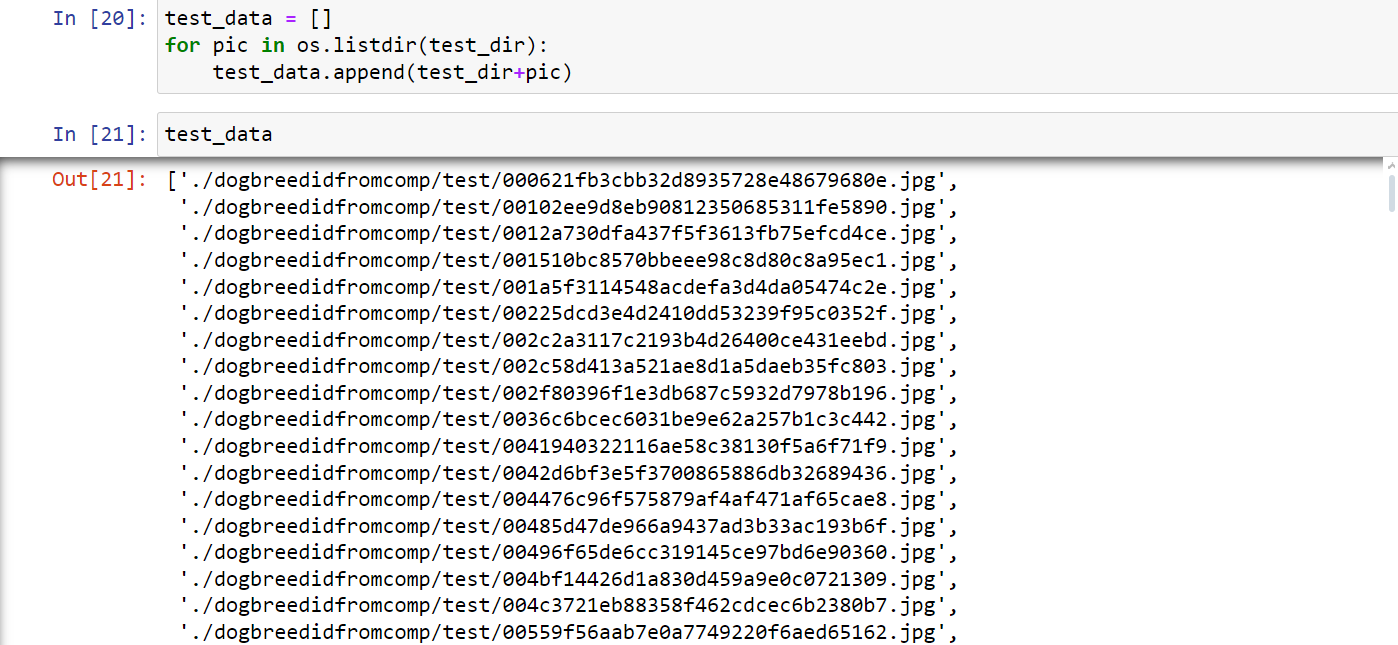 In [20]: test_data = []
for pic in os.listdir(test_dir):
    test_data.append(test_dir+pic)
In [21]: test_data
Out[21]: ['./dogbreedidfromcomp/test/000621fb3cbb32d8935728e48679680e.jpg',
'./dogbreedidfromcomp/test/00102ee9d8eb90812350685311fe5890.jpg',
'./dogbreedidfromcomp/test/0012a730dfa437f5f3613fb75efcd4ce.jpg',
'./dogbreedidfromcomp/test/001510bc8570bbeee98c8d80c8a95ec1.jpg',
'./dogbreedidfromcomp/test/001a5f3114548acdefa3d4da05474c2e.jpg',
'./dogbreedidfromcomp/test/00225dcd3e4d2410dd53239f95c0352f.jpg',
'./dogbreedidfromcomp/test/002c2a3117c2193b4d26400ce431eebd.jpg',
'./dogbreedidfromcomp/test/002c58d413a521ae8d1a5daeb35fc803.jpg',
'./dogbreedidfromcomp/test/002f80396f1e3db687c5932d7978b196.jpg',
'./dogbreedidfromcomp/test/0036c6bcec6031be9e62a257b1c3c442.jpg',
'./dogbreedidfromcomp/test/0041940322116ae58c38130f5a6f71f9.jpg',
'./dogbreedidfromcomp/test/0042d6bf3e5f3700865886db32689436.jpg',
'./dogbreedidfromcomp/test/004476c96f575879af4af471af65cae8.jpg',
'./dogbreedidfromcomp/test/00485d47de966a9437ad3b33ac193b6f.jpg',
'./dogbreedidfromcomp/test/00496f65de6cc319145ce97bd6e90360.jpg',
'./dogbreedidfromcomp/test/004bf14426d1a830d459a9e0c0721309.jpg',
'./dogbreedidfromcomp/test/004c3721eb88358f462cdcec6b2380b7.jpg',
'./dogbreedidfromcomp/test/00559f56aab7e0a7749220f6aed65162.jpg',